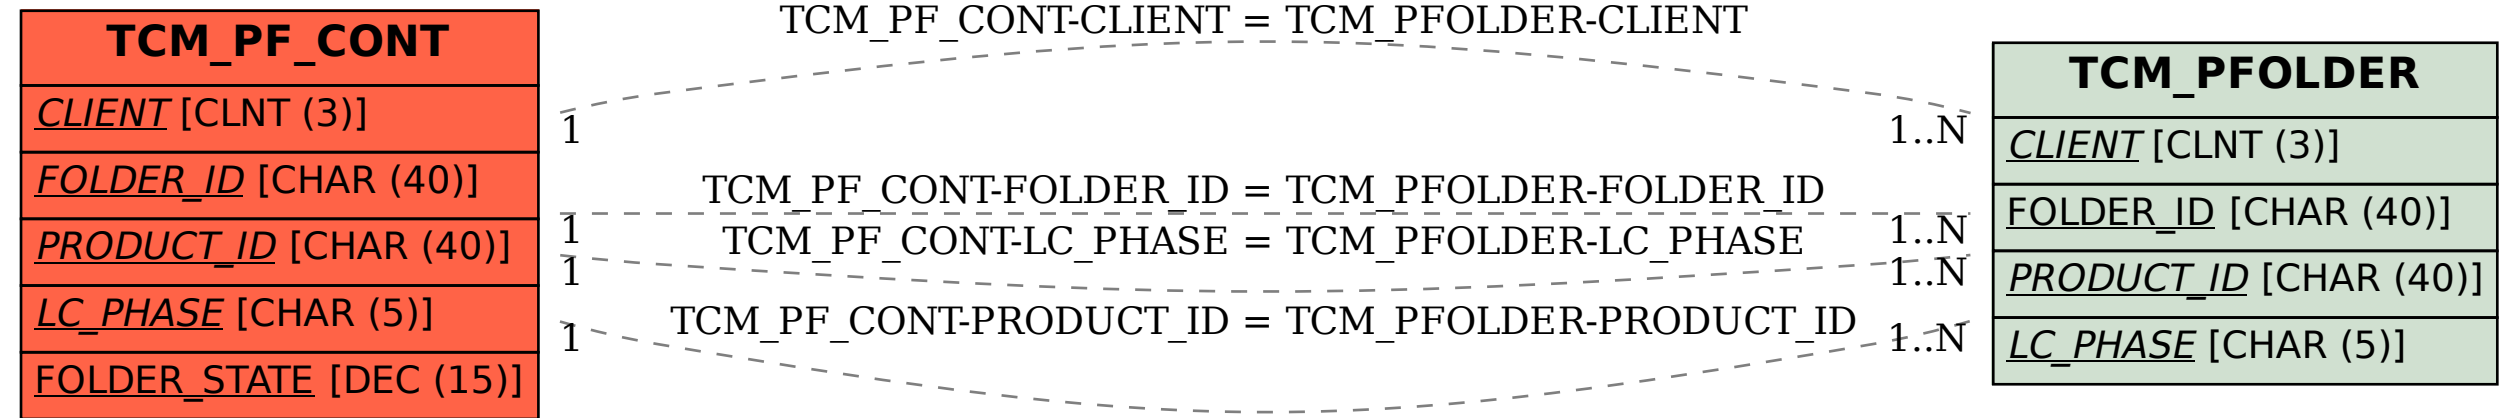 TCM_PF_CONT
CLIENT [CLNT (3)]
FOLDER_ID [CHAR (40)]
PRODUCT_ID [CHAR (40)]
LC_PHASE [CHAR (5)]
FOLDER_STATE [DEC (15)]
TCM_PF_CONT-CLIENT = TCM_PFOLDER-CLIENT
1
1..N
TCM_PF_CONT-FOLDER_ID = TCM_PFOLDER-FOLDER_ID
1
1..N
TCM_PF_CONT-LC_PHASE = TCM_PFOLDER-LC_PHASE
1
1..N
TCM_PF_CONT-PRODUCT_ID = TCM_PFOLDER-PRODUCT_ID
1
1..N
TCM_PFOLDER
CLIENT [CLNT (3)]
FOLDER_ID [CHAR (40)]
PRODUCT_ID [CHAR (40)]
LC_PHASE [CHAR (5)]